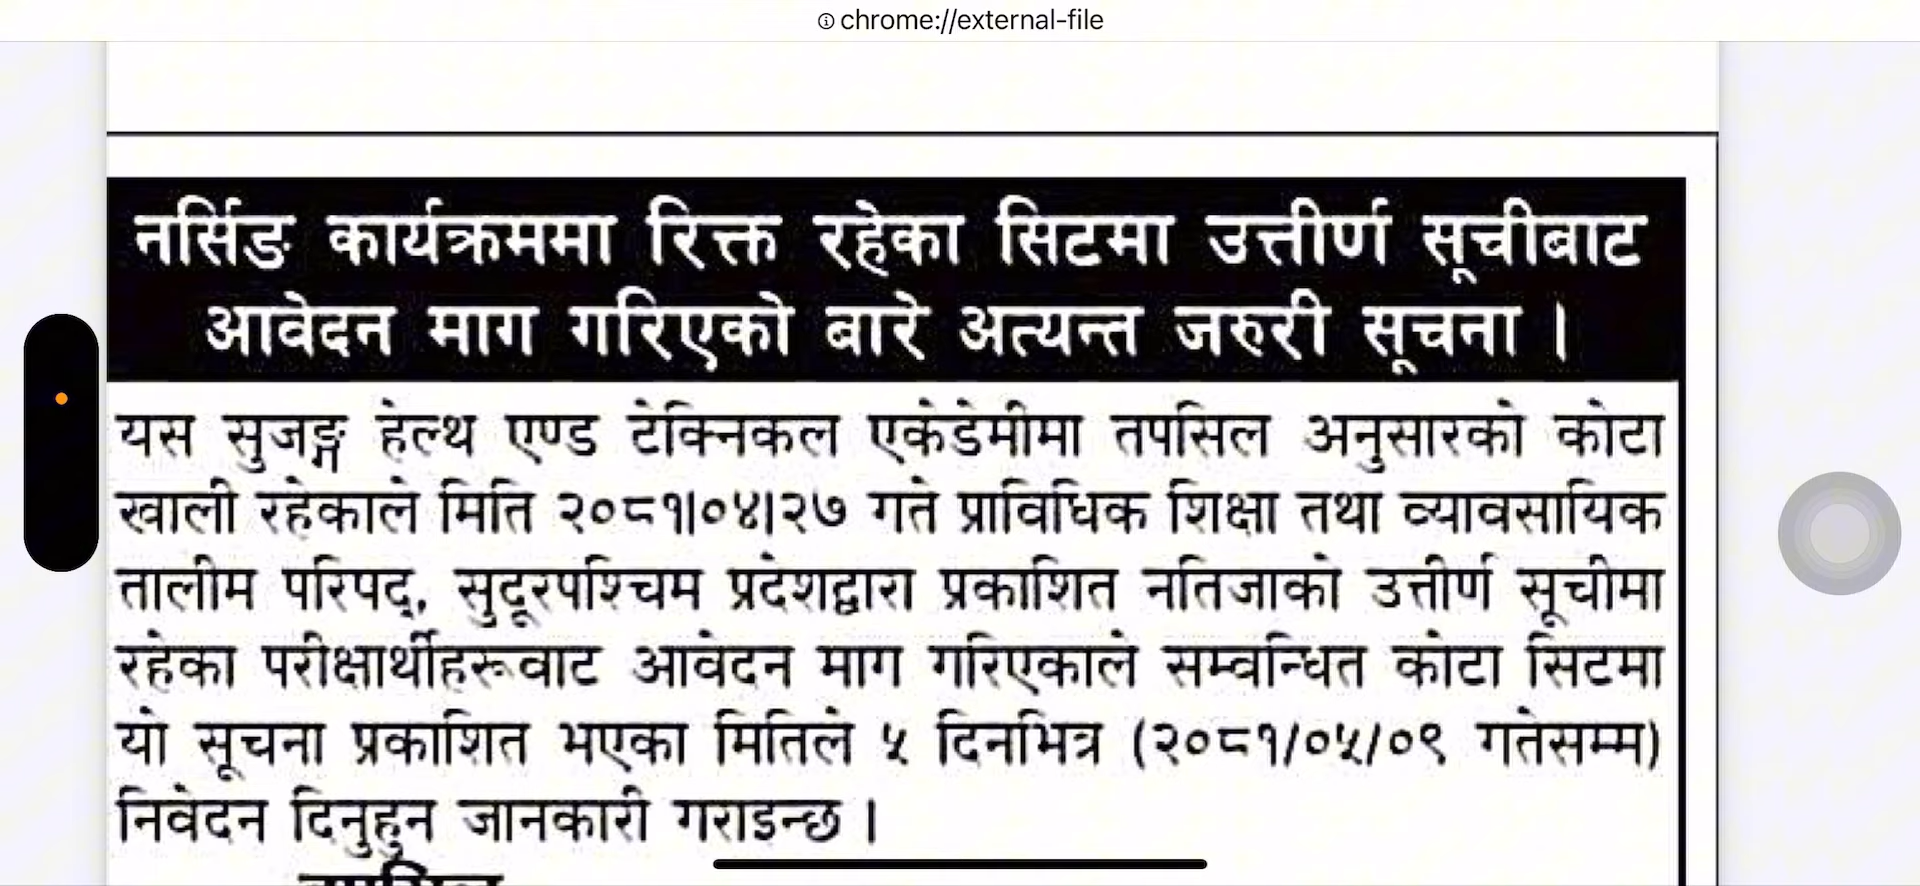 chrome://external-file
नर्सिङ कार्यक्रममा रिक्त रहेका सिटमा उत्तीर्ण सूचीबाट
आवेदन माग गरिएको बारे अत्यन्त जरुरी सूचना ।
यस सुजङ्ग हेल्थ एण्ड टेक्निकल एकेडेमीमा तपसिल अनुसारको कोटा
खाली रहेकाले मिति २०८१|०४|२७ गते प्राविधिक शिक्षा तथा व्यावसायिक
तालीम परिपद्, सुदूरपश्चिम प्रदेशद्वारा प्रकाशित नतिजाको उत्तीर्ण सूचीमा
रहेका परीक्षार्थीहरूवाट आवेदन माग गरिएकाले सम्वन्धित कोटा सिटमा
यो सूचना प्रकाशित भएका मितिले ५ दिनभित्र (२०८१/०५/०९ गतेसम्म)
निवेदन दिनुहुन जानकारी गराइन्छ ।